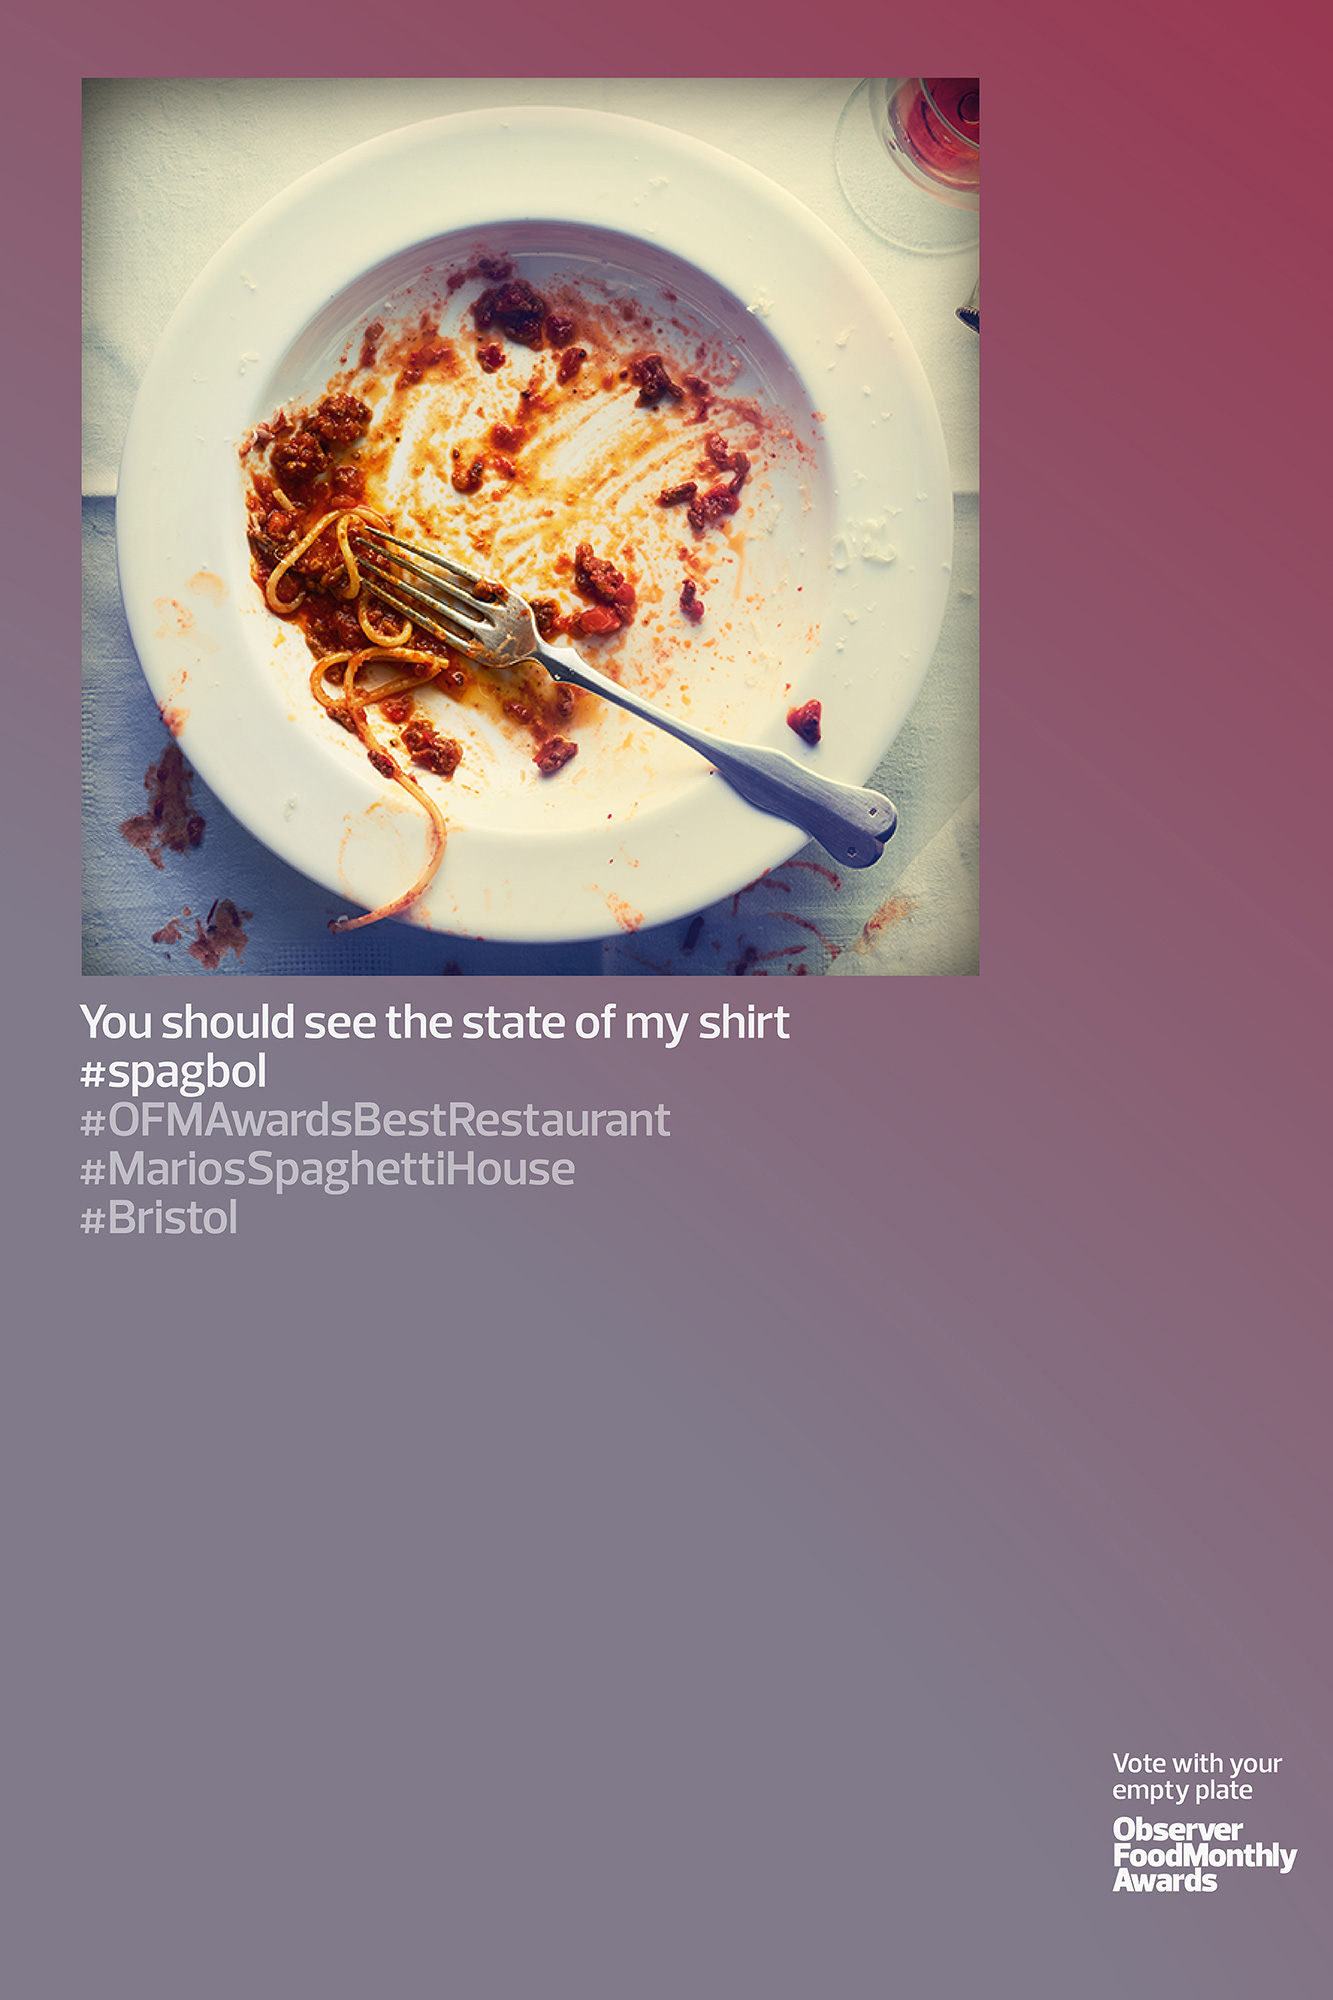 You should see the state of my shirt
#spagbol
#OFMAwardsBestRestaurant
#MariosSpaghettiHouse
#Bristol
Vote with your
empty plate
Observer
FoodMonthly
Awards